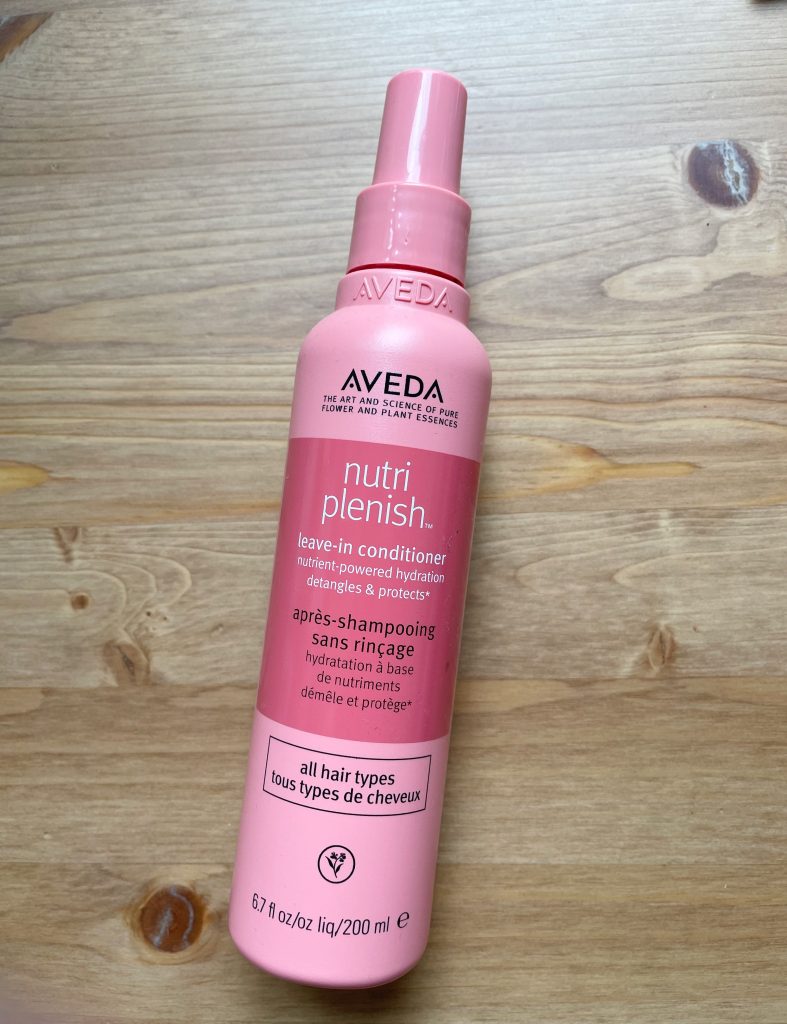 AVEDA
AVEDA
THE ART AND SCIENCE OF PURE
FLOWER AND PLANT ESSENCES
nutri
plenish™
leave-in conditioner
nutrient-powered hydration
detangles & protects*
après-shampooing
sans rinçage
hydratation à base
de nutriments
démêle et protège*
all hair types
tous types de cheveux
6.7 fl oz/oz liq/200 ml ℮